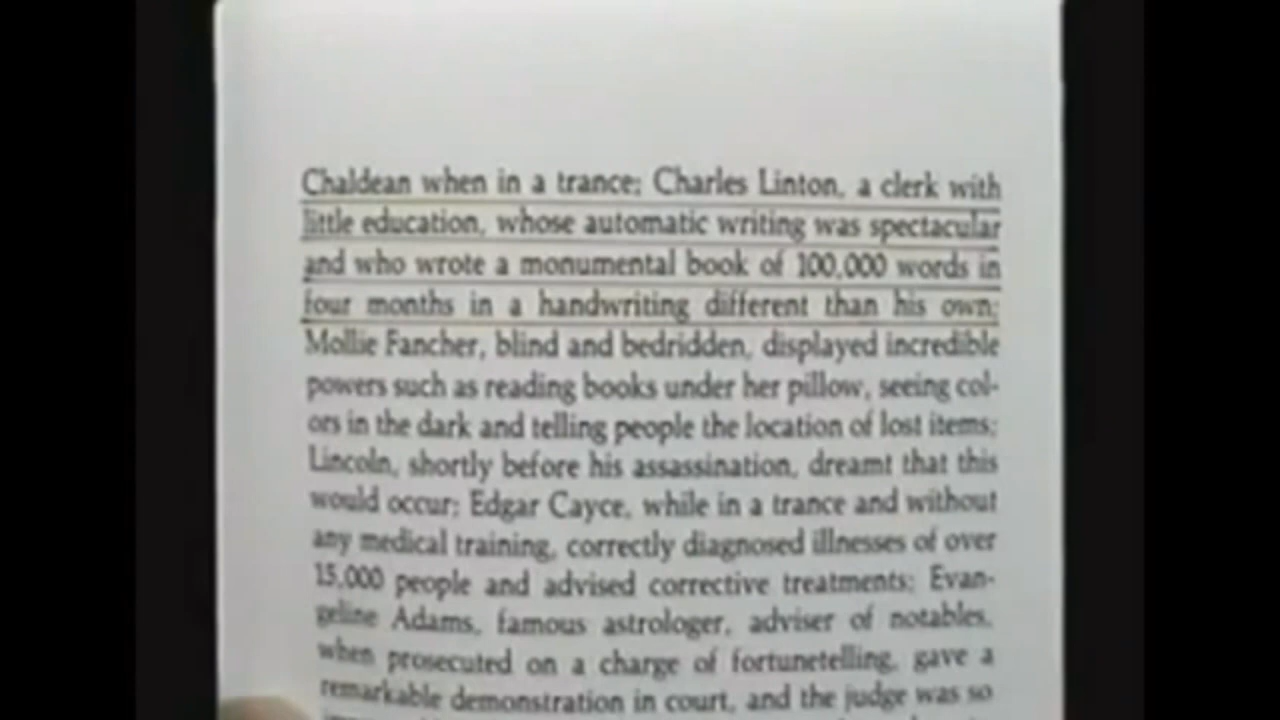 Chaldean when in a trance; Charles Linton, a clerk with
little education, whose automatic writing was spectacular
and who wrote a monumental book of 100,000 words in
four months in a handwriting different than his own;
Mollie Fancher, blind and bedridden, displayed incredible
powers such as reading books under her pillow, seeing col-
ors in the dark and telling people the location of lost items;
Lincoln, shortly before his assassination, dreamt that this
would occur; Edgar Cayce, while in a trance and without
any medical training, correctly diagnosed illnesses of over
15,000 people and advised corrective treatments; Evan-
geline Adams, famous astrologer, adviser of notables,
when prosecuted on a charge of fortunetelling, gave a
remarkable demonstration in court, and the judge was so